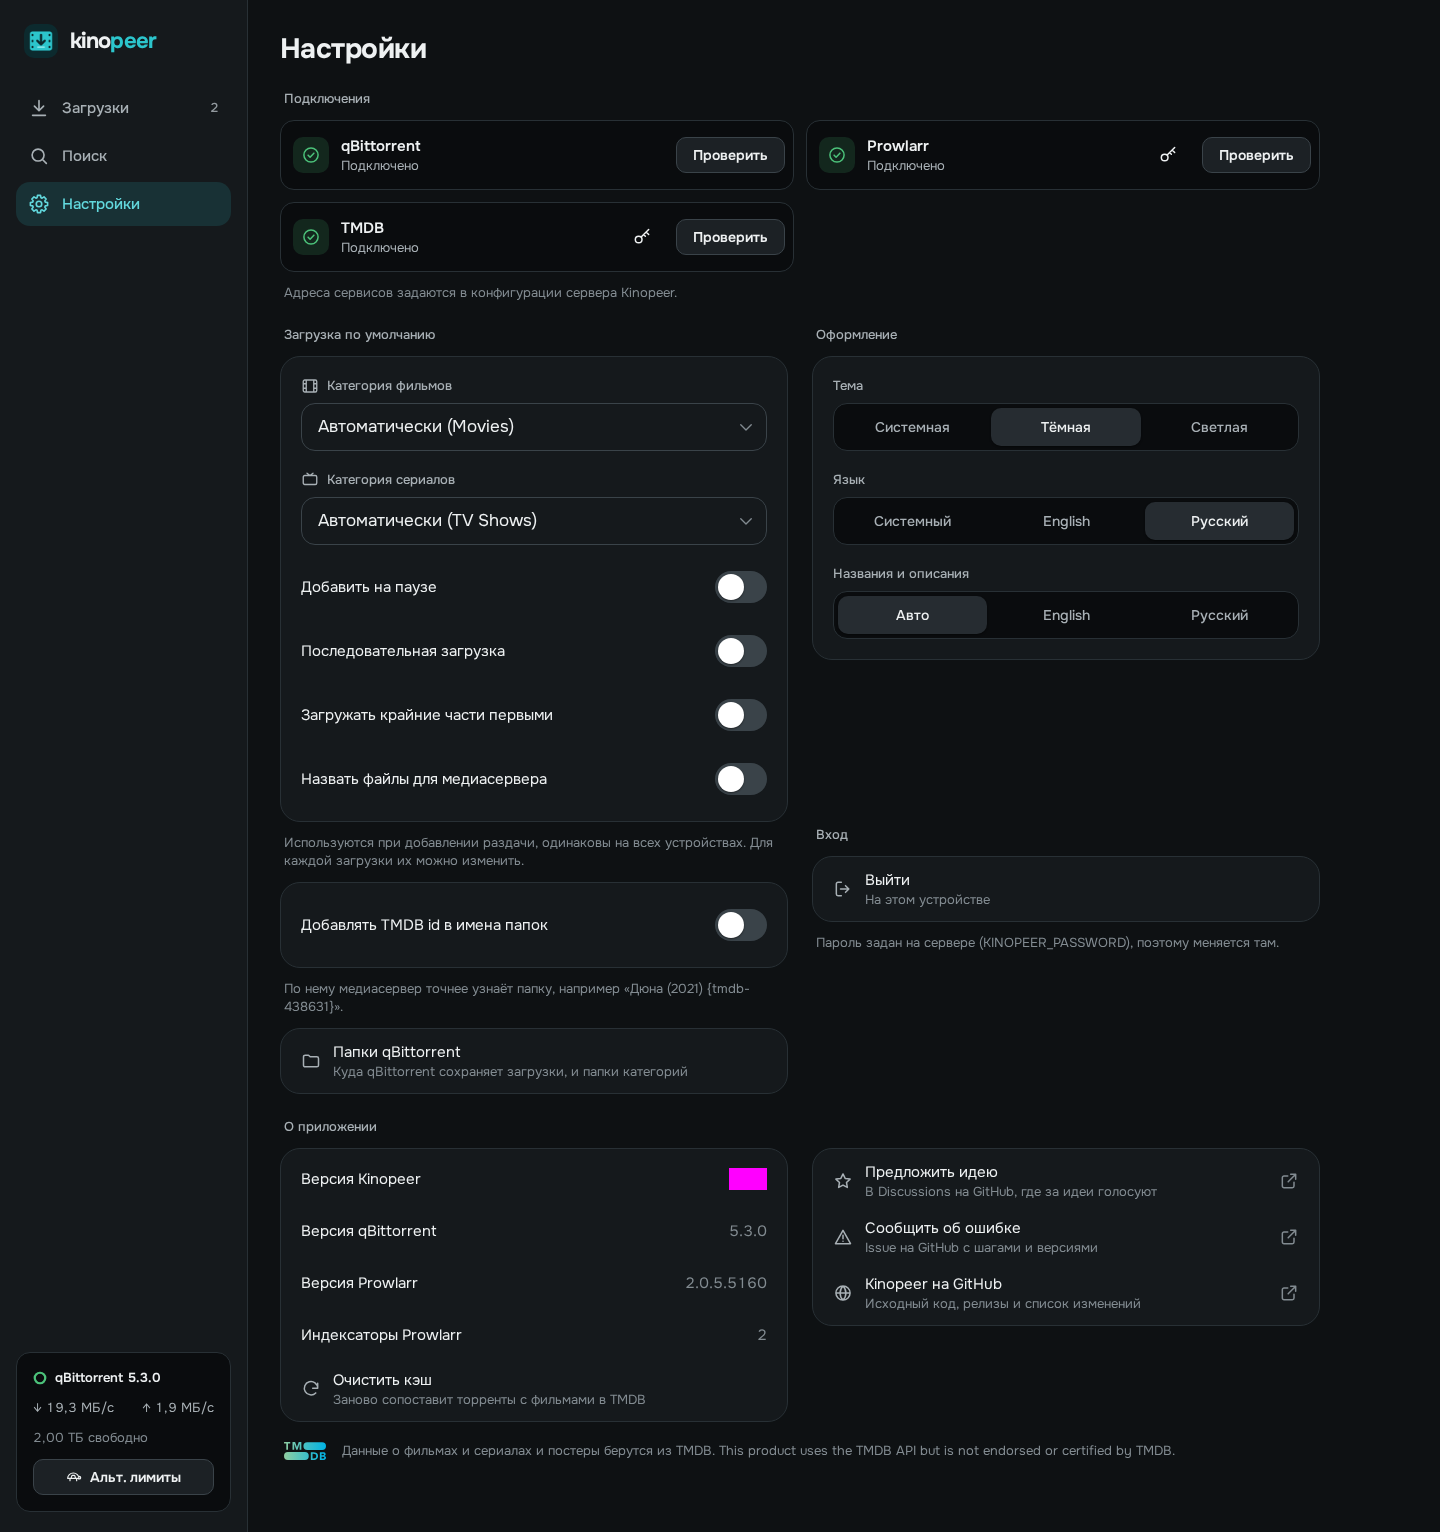 kinopeer
Загрузки 2
Поиск
Настройки
qBittorrent 5.3.0
↓ 19,3 МБ/с ↑ 1,9 МБ/с
2,00 ТБ свободно
Альт. лимиты
Настройки
Подключения
qBittorrent
Подключено
Проверить
Prowlarr
Подключено
Проверить
TMDB
Подключено
Проверить
Адреса сервисов задаются в конфигурации сервера Kinopeer.
Загрузка по умолчанию
Категория фильмов
Автоматически (Movies)
Категория сериалов
Автоматически (TV Shows)
Добавить на паузе
Последовательная загрузка
Загружать крайние части первыми
Назвать файлы для медиасервера
Используются при добавлении раздачи, одинаковы на всех устройствах. Для
каждой загрузки их можно изменить.
Добавлять TMDB id в имена папок
По нему медиасервер точнее узнаёт папку, например «Дюна (2021) {tmdb-
438631}».
Папки qBittorrent
Куда qBittorrent сохраняет загрузки, и папки категорий
Оформление
Тема
Системная Тёмная Светлая
Язык
Системный English Русский
Названия и описания
Авто English Русский
Вход
Выйти
На этом устройстве
Пароль задан на сервере (KINOPEER_PASSWORD), поэтому меняется там.
О приложении
Версия Kinopeer
Версия qBittorrent 5.3.0
Версия Prowlarr 2.0.5.5160
Индексаторы Prowlarr 2
Очистить кэш
Заново сопоставит торренты с фильмами в TMDB
Предложить идею
В Discussions на GitHub, где за идеи голосуют
Сообщить об ошибке
Issue на GitHub с шагами и версиями
Kinopeer на GitHub
Исходный код, релизы и список изменений
TMDB
Данные о фильмах и сериалах и постеры берутся из TMDB. This product uses the TMDB API but is not endorsed or certified by TMDB.